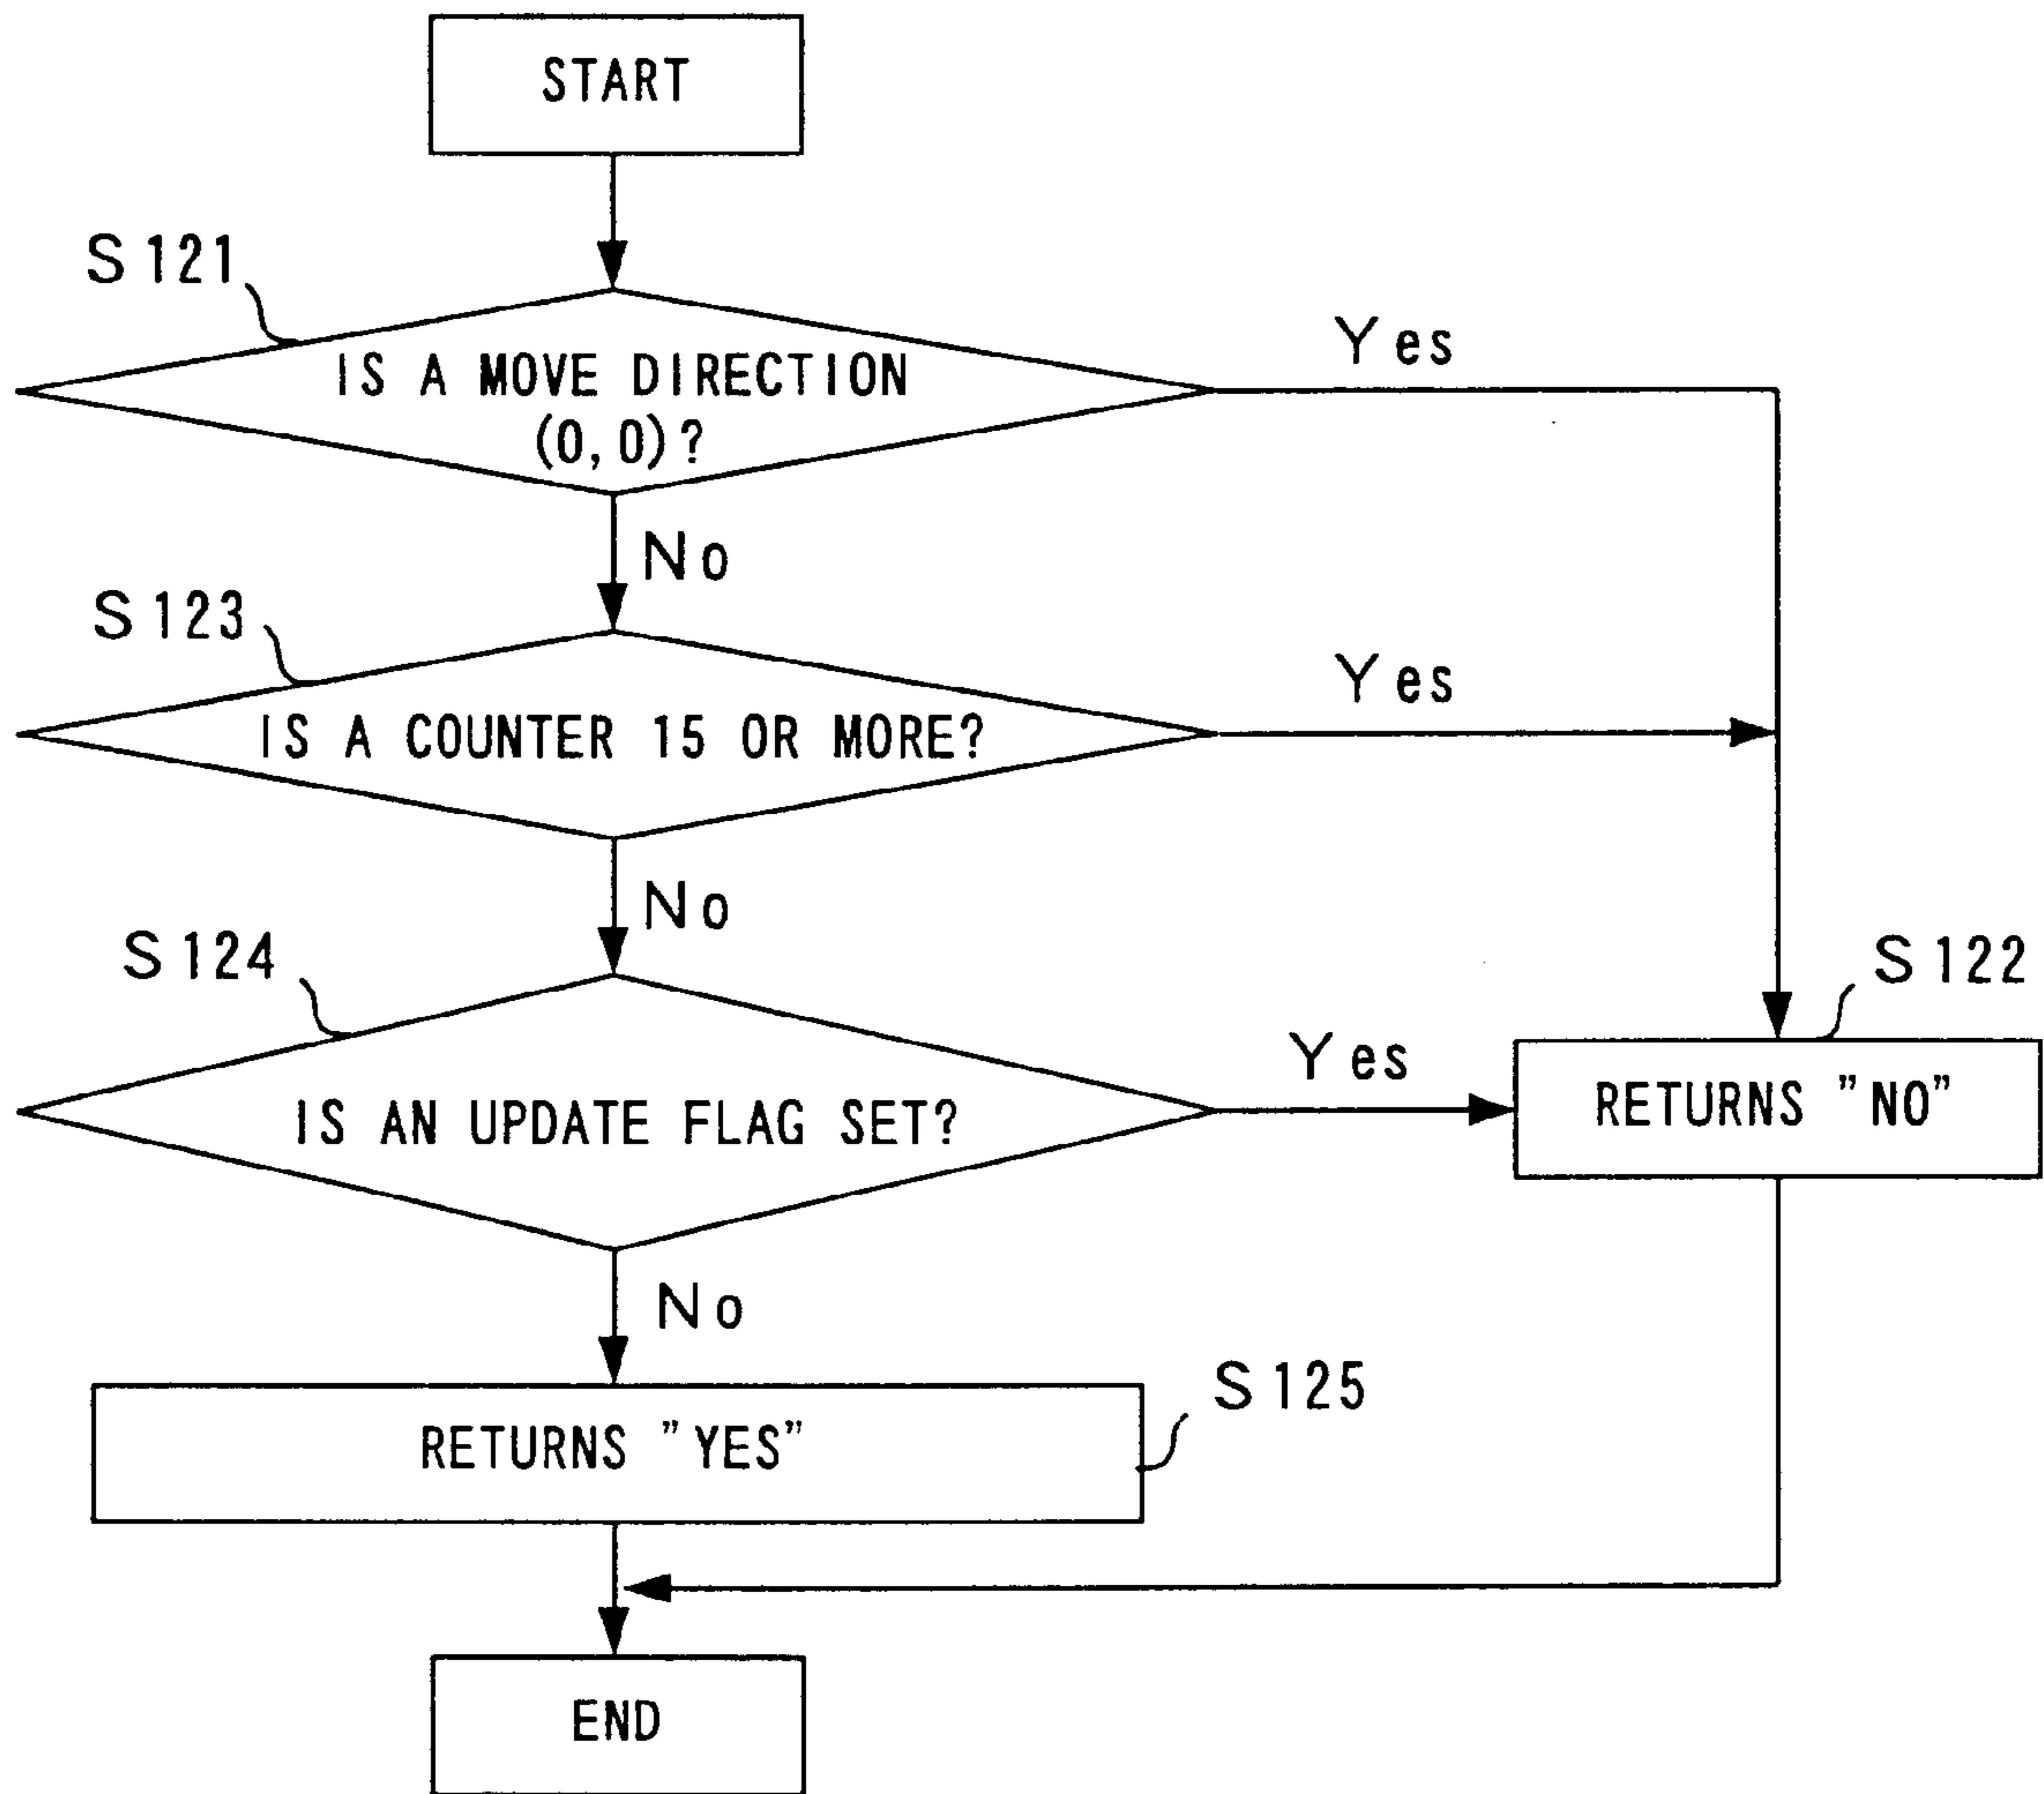 START
S121
Yes
IS A MOVE DIRECTION
(0,0)?
No
S123
Yes
IS A COUNTER 15 OR MORE?
No
S124
S122
Yes
RETURNS "NO"
IS AN UPDATE FLAG SET?
No
S125
RETURNS "YES"
END